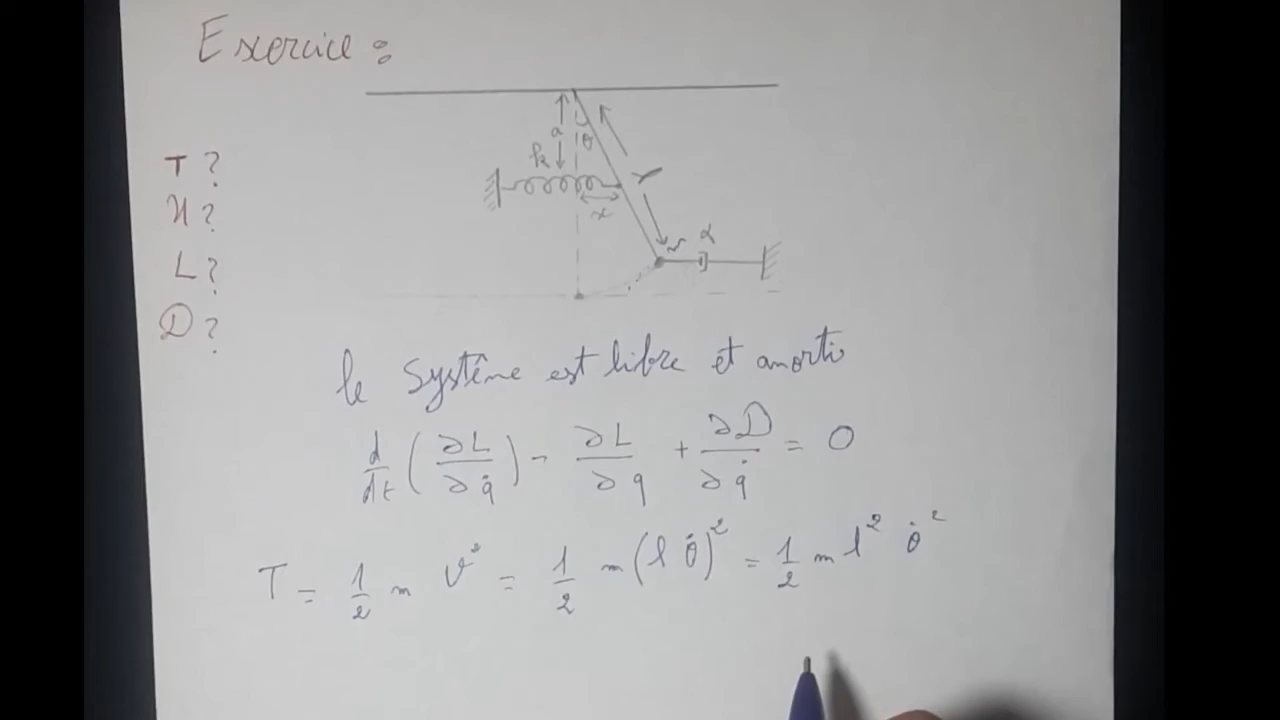 Exercice :
a
θ
k
l
x
m
α
T ?
U ?
L ?
D ?
le système est libre et amorti
d/dt (∂L/∂q̇) - ∂L/∂q + ∂D/∂q̇ = 0
T = 1/2 m v² = 1/2 m (l θ̇)² = 1/2 m l² θ̇²